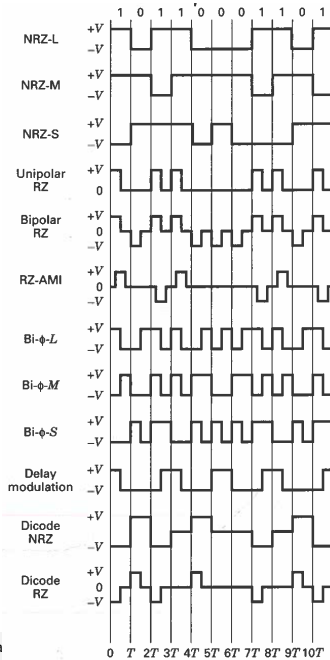 1 0 1 1 0 0 0 1 1 0 1
NRZ-L +V −V
NRZ-M +V −V
NRZ-S +V −V
Unipolar RZ +V 0
Bipolar RZ +V 0 −V
RZ-AMI +V 0 −V
Bi-ϕ-L +V −V
Bi-ϕ-M +V −V
Bi-ϕ-S +V −V
Delay modulation +V −V
Dicode NRZ +V −V
Dicode RZ +V 0 −V
0 T 2T 3T 4T 5T 6T 7T 8T 9T 10T